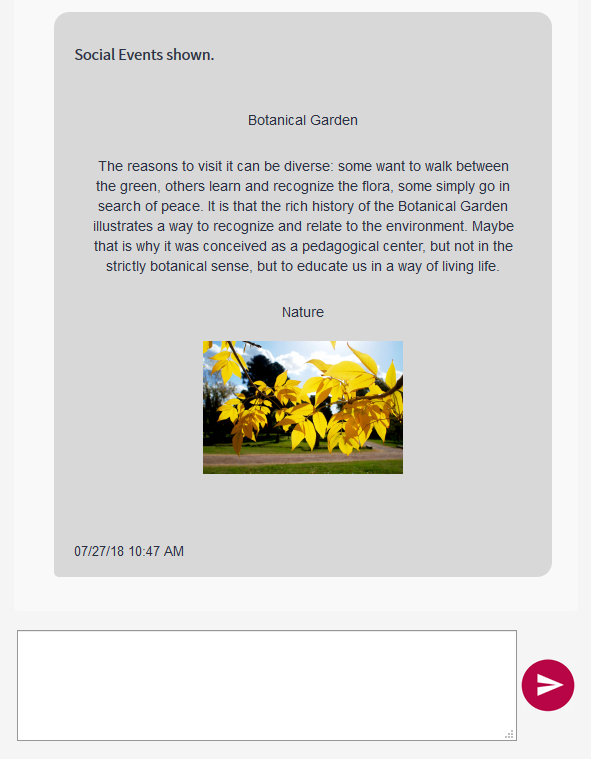 Social Events shown.
Botanical Garden
The reasons to visit it can be diverse: some want to walk between
the green, others learn and recognize the flora, some simply go in
search of peace. It is that the rich history of the Botanical Garden
illustrates a way to recognize and relate to the environment. Maybe
that is why it was conceived as a pedagogical center, but not in the
strictly botanical sense, but to educate us in a way of living life.
Nature
07/27/18 10:47 AM